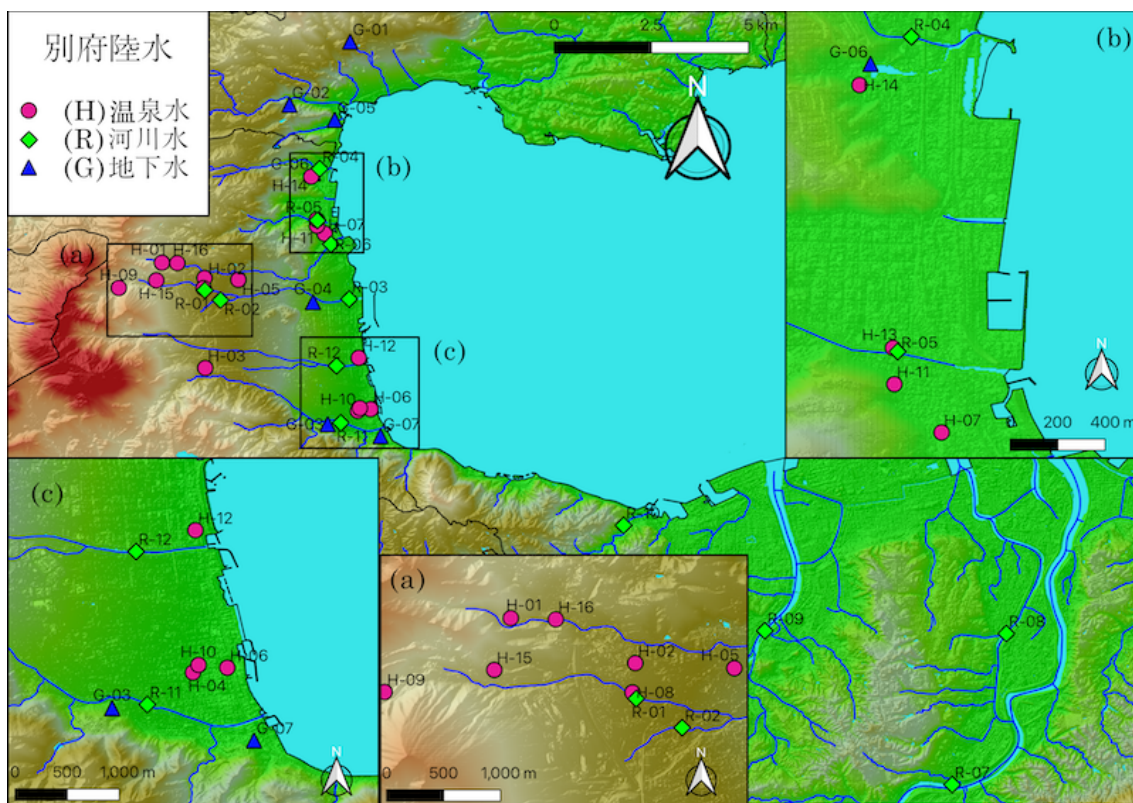 別府陸水
(H)温泉水
(R)河川水
(G)地下水
G-01
0 2.5 5 km
N
G-02
G-05
G-06
R-04
H-14
(b)
R-05
H-07
H-11
R-06
(a)
H-01
H-16
H-09
H-02
H-15
H-05
R-01
R-02
G-04
R-03
H-03
R-12
H-12
(c)
H-10
H-06
G-03
R-11
G-07
R-10
R-09
R-08
R-07
(b)
R-04
G-06
H-14
H-13
R-05
H-11
H-07
N
0 200 400 m
(c)
H-12
R-12
H-10
H-06
H-04
G-03
R-11
G-07
0 500 1,000 m
N
(a)
H-01
H-16
H-15
H-02
H-05
H-09
H-08
R-01
R-02
0 500 1,000 m
N